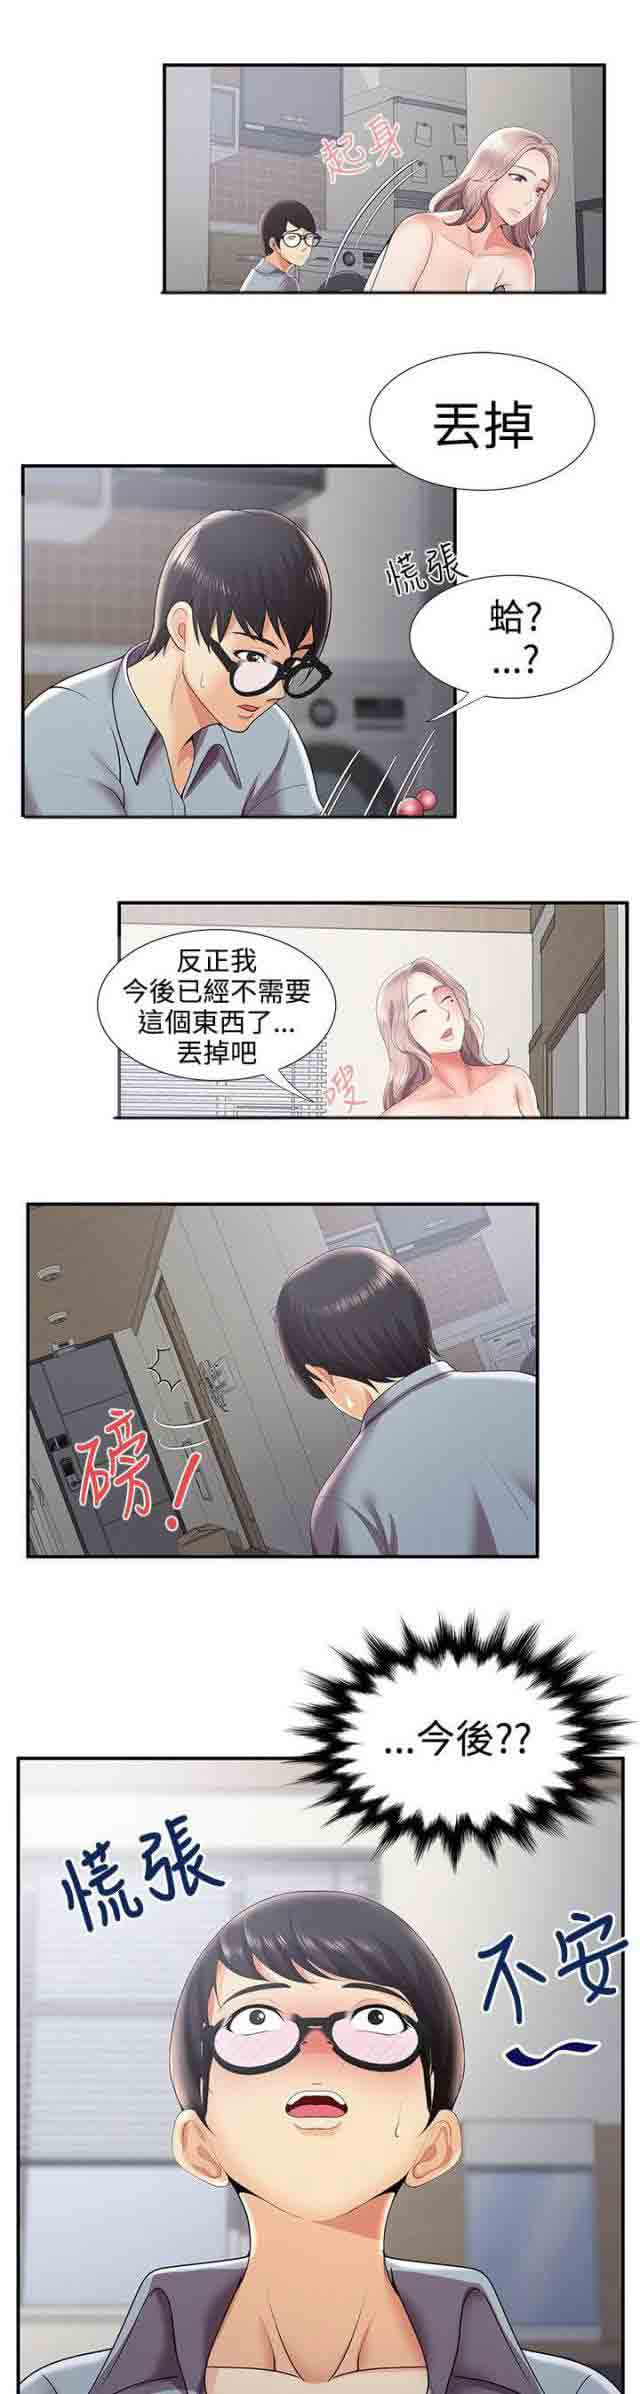 起身
丟掉
慌張
蛤?
...?
反正我
今後已經不需要
這個東西了...
丟掉吧
嗖
磅!
...今後??
慌張
不安